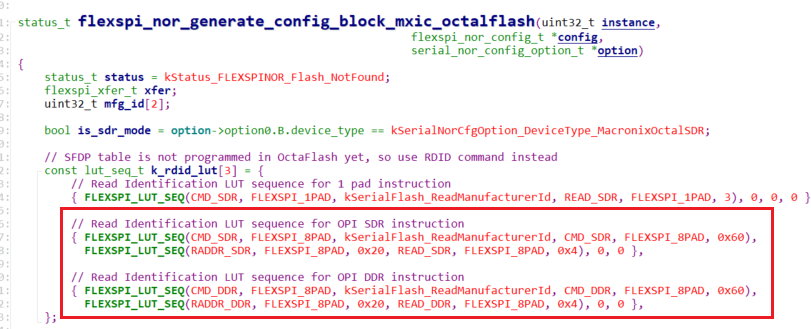 status_t flexspi_nor_generate_config_block_mxic_octalflash(uint32_t instance,
flexspi_nor_config_t *config,
serial_nor_config_option_t *option)
{
status_t status = kStatus_FLEXSPINOR_Flash_NotFound;
flexspi_xfer_t xfer;
uint32_t mfg_id[2];
bool is_sdr_mode = option->option0.B.device_type == kSerialNorCfgOption_DeviceType_MacronixOctalSDR;
// SFDP table is not programmed in OctaFlash yet, so use RDID command instead
const lut_seq_t k_rdid_lut[3] = {
// Read Identification LUT sequence for 1 pad instruction
{ FLEXSPI_LUT_SEQ(CMD_SDR, FLEXSPI_1PAD, kSerialFlash_ReadManufacturerId, READ_SDR, FLEXSPI_1PAD, 3), 0, 0, 0 }
// Read Identification LUT sequence for OPI SDR instruction
{ FLEXSPI_LUT_SEQ(CMD_SDR, FLEXSPI_8PAD, kSerialFlash_ReadManufacturerId, CMD_SDR, FLEXSPI_8PAD, 0x60),
FLEXSPI_LUT_SEQ(RADDR_SDR, FLEXSPI_8PAD, 0x20, READ_SDR, FLEXSPI_8PAD, 0x4), 0, 0 },
// Read Identification LUT sequence for OPI DDR instruction
{ FLEXSPI_LUT_SEQ(CMD_DDR, FLEXSPI_8PAD, kSerialFlash_ReadManufacturerId, CMD_DDR, FLEXSPI_8PAD, 0x60),
FLEXSPI_LUT_SEQ(RADDR_DDR, FLEXSPI_8PAD, 0x20, READ_DDR, FLEXSPI_8PAD, 0x4), 0, 0 },
};